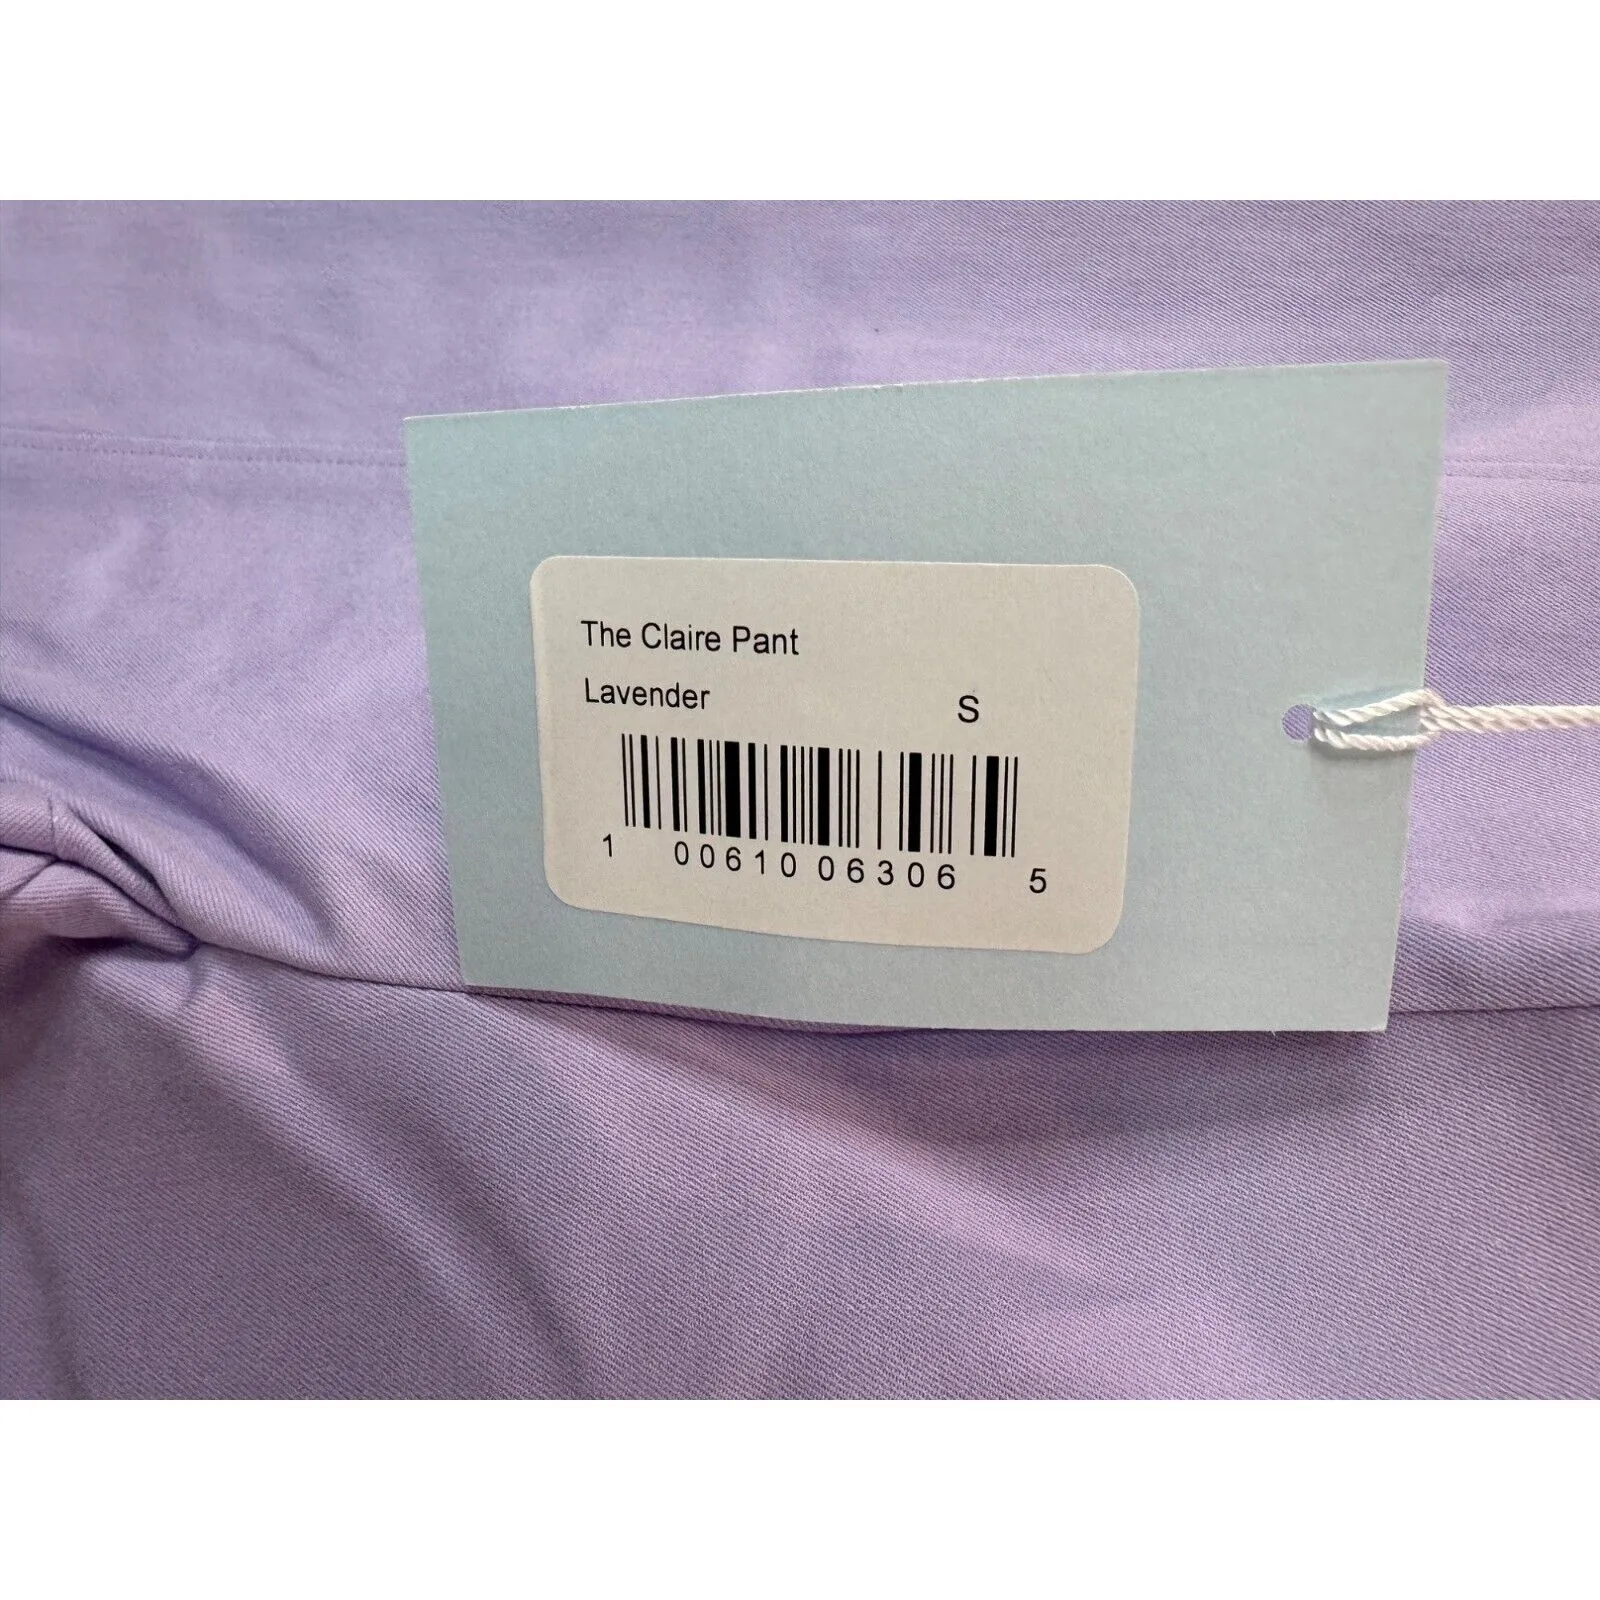 The Claire Pant
Lavender S
1 00610 06306 5